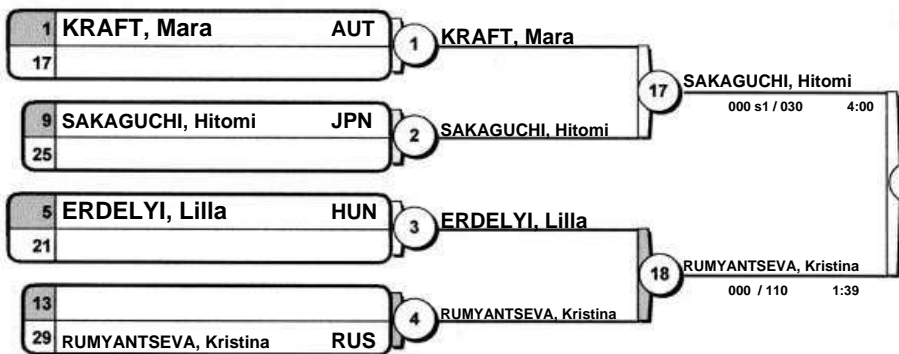 1 KRAFT, Mara AUT
17
1 KRAFT, Mara
9 SAKAGUCHI, Hitomi JPN
25
2 SAKAGUCHI, Hitomi
17 SAKAGUCHI, Hitomi
000 s1 / 030 4:00
5 ERDELYI, Lilla HUN
21
3 ERDELYI, Lilla
13
29 RUMYANTSEVA, Kristina RUS
4 RUMYANTSEVA, Kristina
18 RUMYANTSEVA, Kristina
000 / 110 1:39